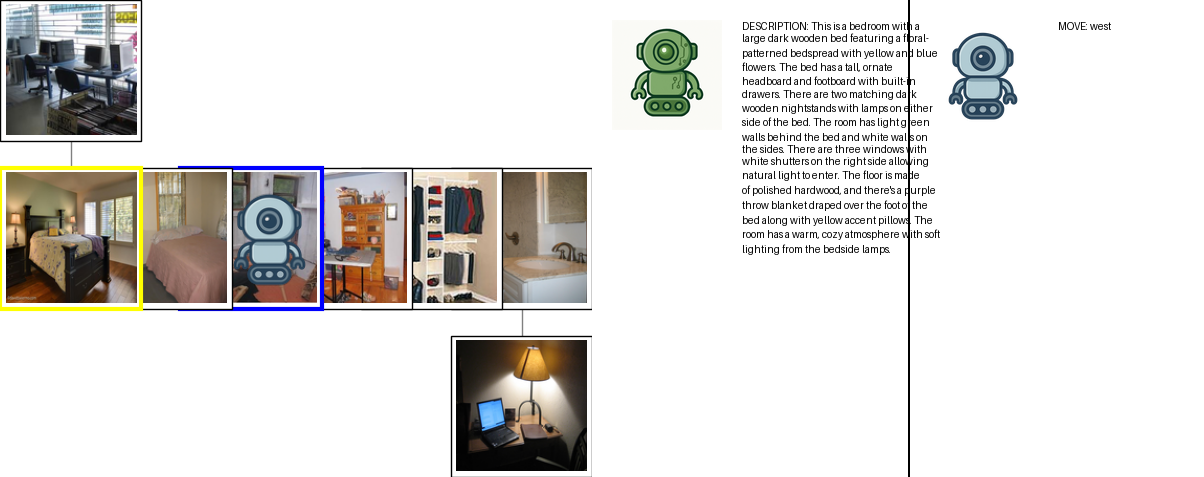 DESCRIPTION: This is a bedroom with a
large dark wooden bed featuring a floral-
patterned bedspread with yellow and blue
flowers. The bed has a tall, ornate
headboard and footboard with built-in
drawers. There are two matching dark
wooden nightstands with lamps on either
side of the bed. The room has light green
walls behind the bed and white walls on
the sides. There are three windows with
white shutters on the right side allowing
natural light to enter. The floor is made
of polished hardwood, and there's a purple
throw blanket draped over the foot of the
bed along with yellow accent pillows. The
room has a warm, cozy atmosphere with soft
lighting from the bedside lamps.
MOVE: west